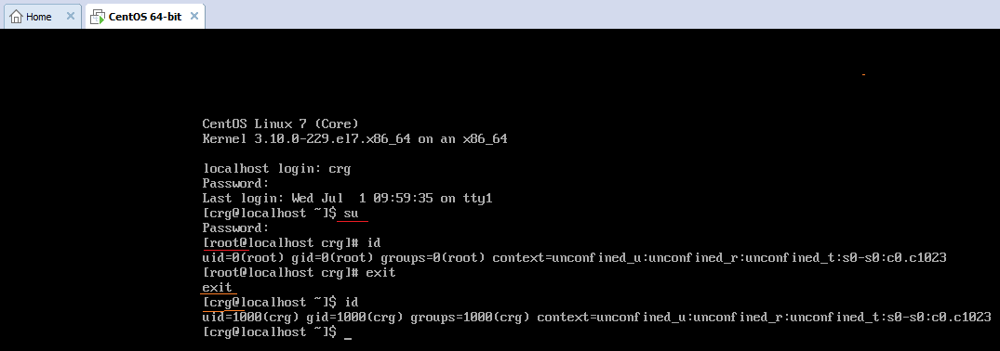 Home
CentOS 64-bit
CentOS Linux 7 (Core)
Kernel 3.10.0-229.el7.x86_64 on an x86_64
localhost login: crg
Password:
Last login: Wed Jul  1 09:59:35 on tty1
[crg@localhost ~]$ su
Password:
[root@localhost crg]# id
uid=0(root) gid=0(root) groups=0(root) context=unconfined_u:unconfined_r:unconfined_t:s0-s0:c0.c1023
[root@localhost crg]# exit
exit
[crg@localhost ~]$ id
uid=1000(crg) gid=1000(crg) groups=1000(crg) context=unconfined_u:unconfined_r:unconfined_t:s0-s0:c0.c1023
[crg@localhost ~]$ _